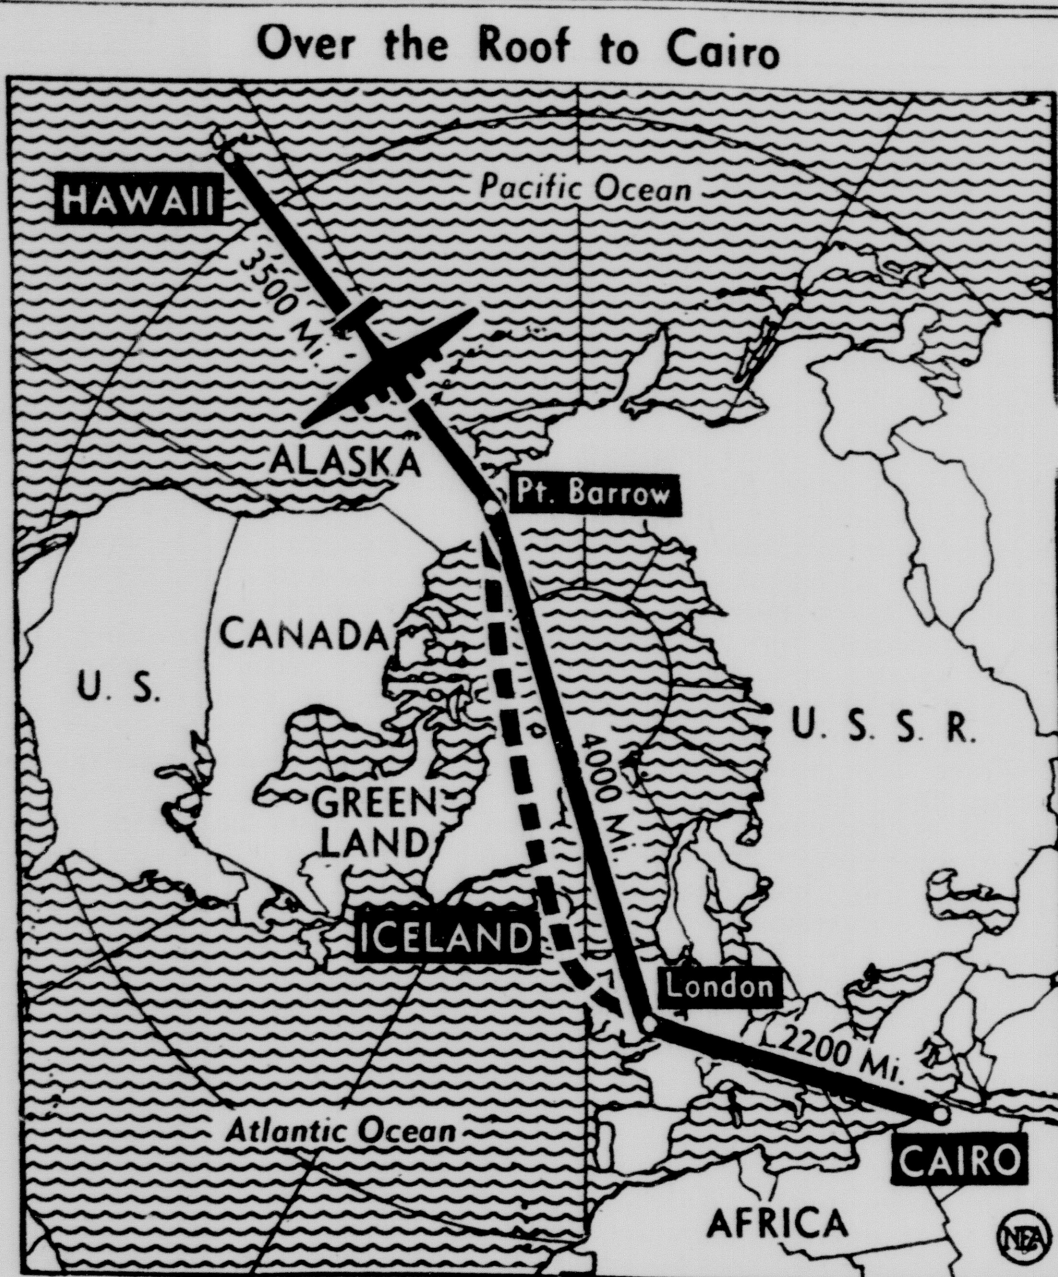 Over the Roof to Cairo
HAWAII
Pacific Ocean
3500 Mi.
ALASKA
Pt. Barrow
CANADA
U. S.
U. S. S. R.
4000 Mi.
GREEN
LAND
ICELAND
London
2200 Mi.
Atlantic Ocean
CAIRO
AFRICA
NEA